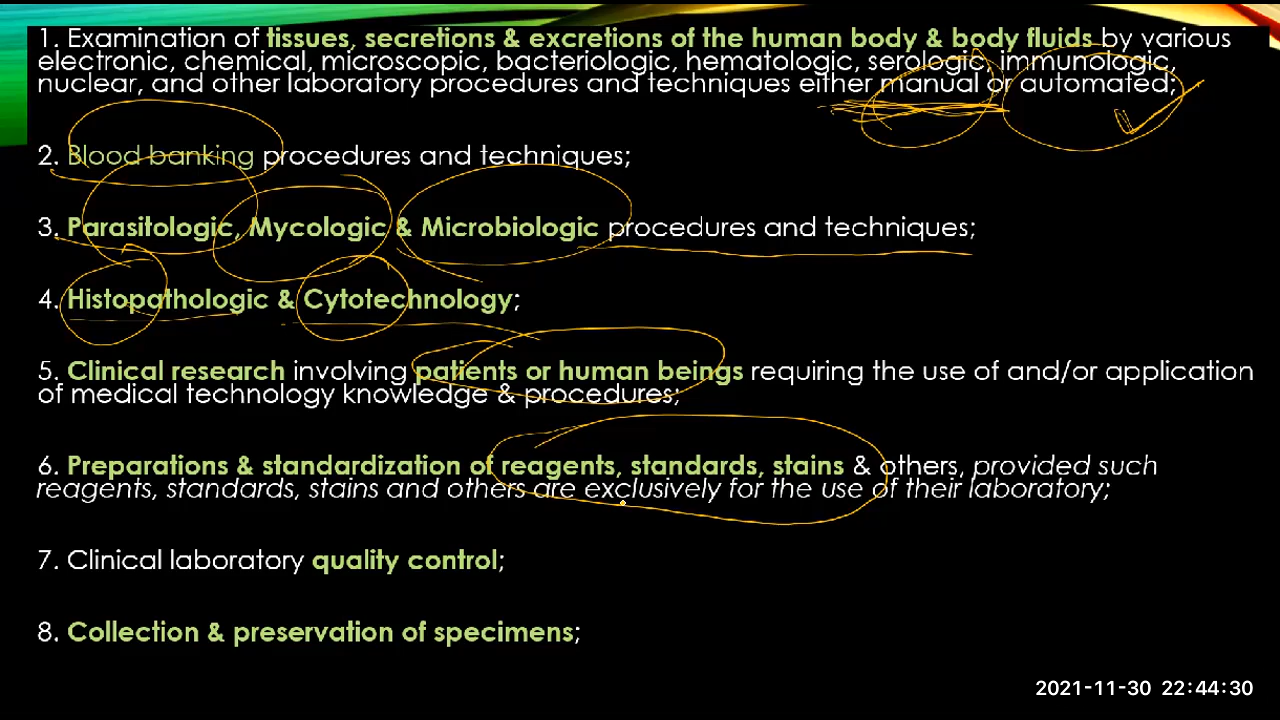 1. Examination of tissues, secretions & excretions of the human body & body fluids by various
electronic, chemical, microscopic, bacteriologic, hematologic, serologic, immunologic,
nuclear, and other laboratory procedures and techniques either manual or automated;
2. Blood banking procedures and techniques;
3. Parasitologic, Mycologic & Microbiologic procedures and techniques;
4. Histopathologic & Cytotechnology;
5. Clinical research involving patients or human beings requiring the use of and/or application
of medical technology knowledge & procedures;
6. Preparations & standardization of reagents, standards, stains & others, provided such
reagents, standards, stains and others are exclusively for the use of their laboratory;
7. Clinical laboratory quality control;
8. Collection & preservation of specimens;
2021-11-30 22:44:30